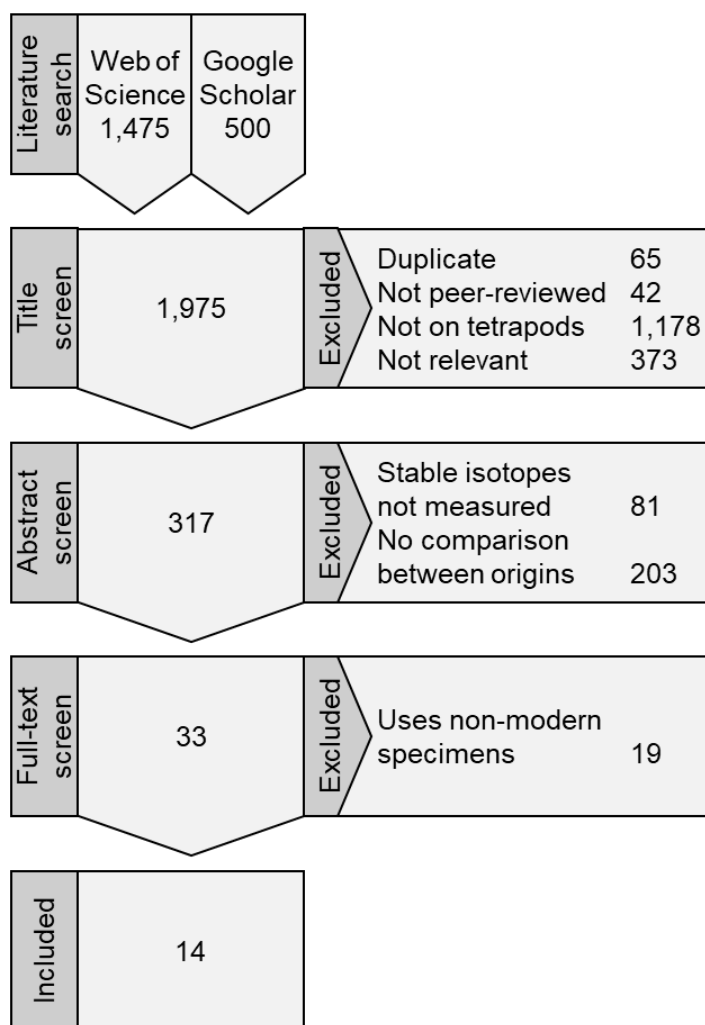 Literature
search
Web of
Science
1,475
Google
Scholar
500
Title
screen
1,975
Excluded
Duplicate 65
Not peer-reviewed 42
Not on tetrapods 1,178
Not relevant 373
Abstract
screen
317
Excluded
Stable isotopes
not measured 81
No comparison
between origins 203
Full-text
screen
33
Excluded
Uses non-modern
specimens 19
Included
14